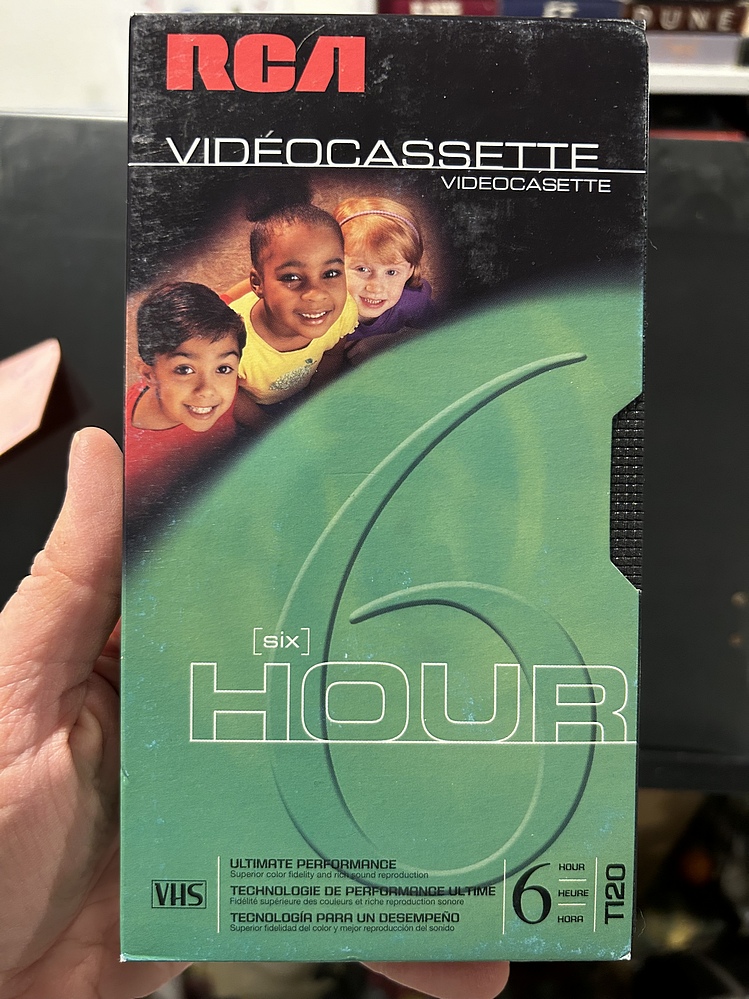 DUNE
RCA
VIDÉOCASSETTE
VIDEOCASETTE
[six]
HOUR
6
VHS
ULTIMATE PERFORMANCE
Superior color fidelity and rich sound reproduction
TECHNOLOGIE DE PERFORMANCE ULTIME
Fidélité supérieure des couleurs et riche reproduction sonore
TECNOLOGÍA PARA UN DESEMPEÑO
Superior fidelidad del color y mejor reproducción del sonido
6
HOUR
HEURE
HORA
T120